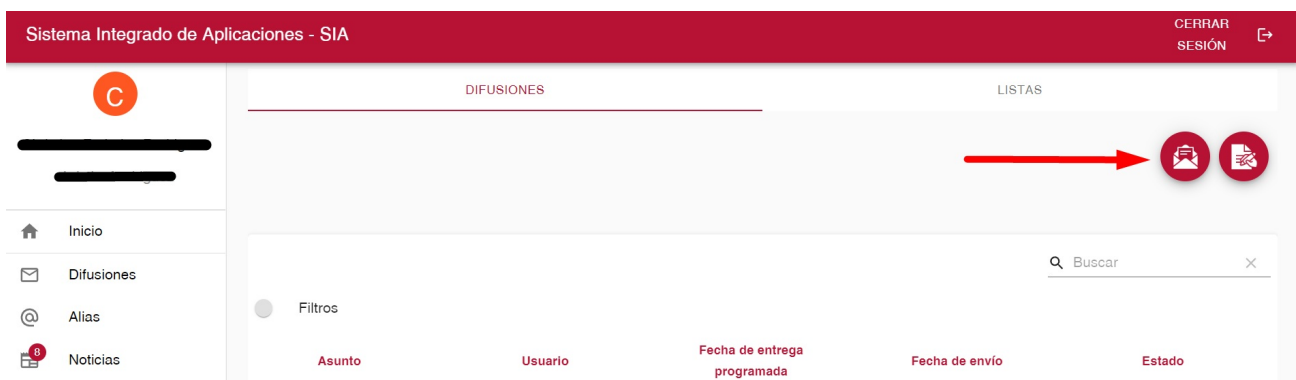 Sistema Integrado de Aplicaciones - SIA
CERRAR
SESIÓN
C
DIFUSIONES
LISTAS
Inicio
Buscar
Difusiones
Filtros
Alias
8
Noticias
Asunto
Usuario
Fecha de entrega
programada
Fecha de envío
Estado